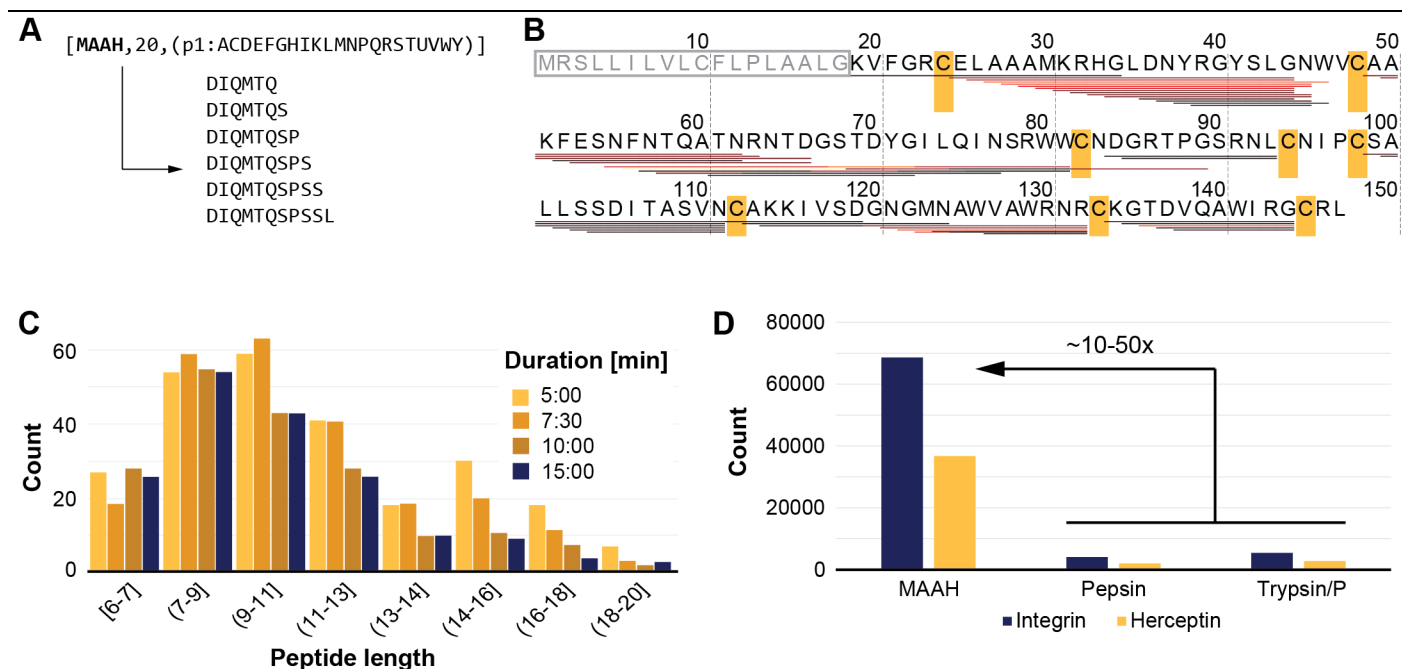 A
[MAAH,20,(p1:ACDEFGHIKLMNPQRSTUVWY)]
DIQMTQ
DIQMTQS
DIQMTQSP
DIQMTQSPS
DIQMTQSPSS
DIQMTQSPSSL
B
10 20 30 40 50
MRSLLILVLCFLPLAALGKVFGRCELAAAMKRHGLDNYRGYSLGNWVCAA
60 70 80 90 100
KFESNFNTQATNRNTDGSTDYGILQINSRWWCNDGRTPGSRNLCNIPCSA
110 120 130 140 150
LLSSDITASVNCAKKIVSDGNGMNAWVAWRNRCKGTDVQAWIRGCRL
C
Count
60
40
20
0
Duration [min]
5:00
7:30
10:00
15:00
[6-7] (7-9] (9-11] (11-13] (13-14] (14-16] (16-18] (18-20]
Peptide length
D
Count
80000
60000
40000
20000
0
~10-50x
MAAH Pepsin Trypsin/P
Integrin Herceptin